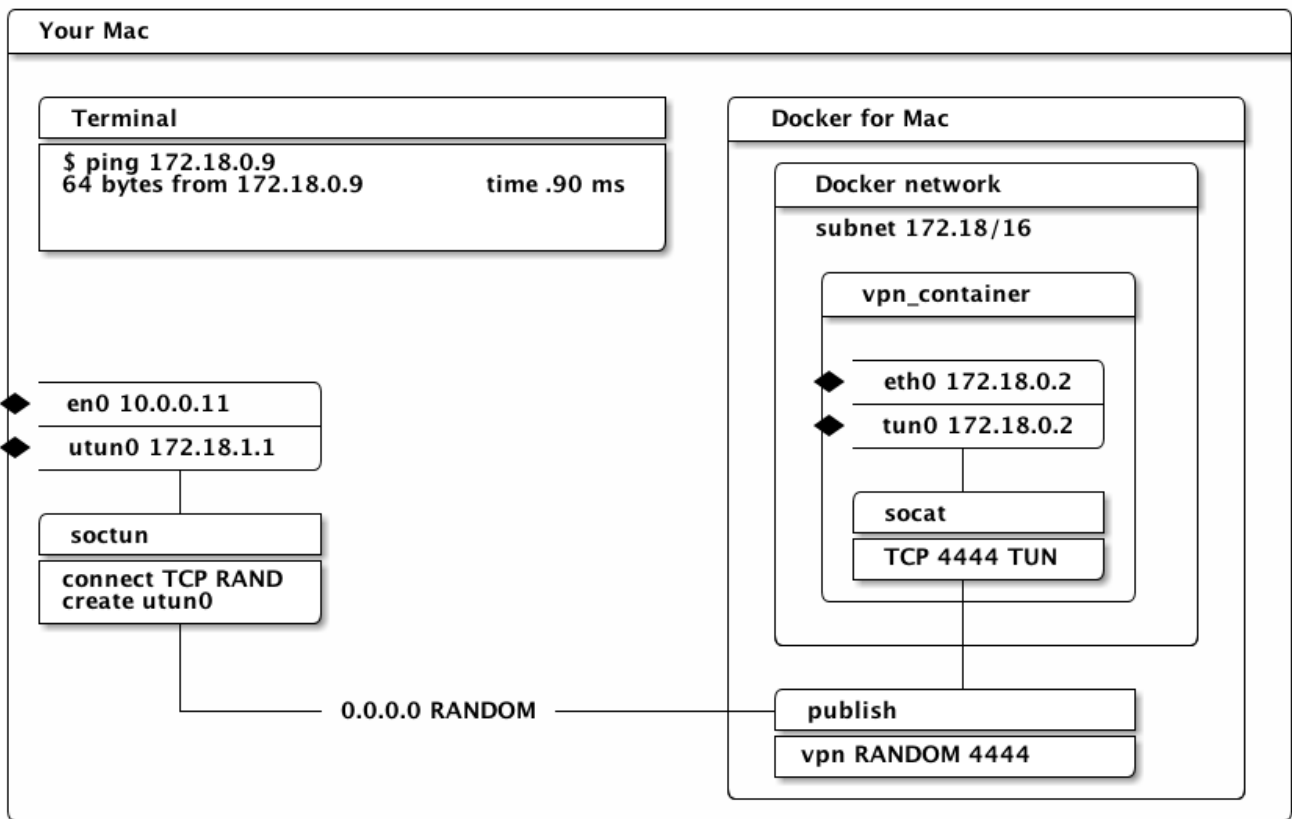 Your Mac
Terminal
$ ping 172.18.0.9
64 bytes from 172.18.0.9 time .90 ms
Docker for Mac
Docker network
subnet 172.18/16
vpn_container
eth0 172.18.0.2
tun0 172.18.0.2
socat
TCP 4444 TUN
en0 10.0.0.11
utun0 172.18.1.1
soctun
connect TCP RAND
create utun0
0.0.0.0 RANDOM
publish
vpn RANDOM 4444